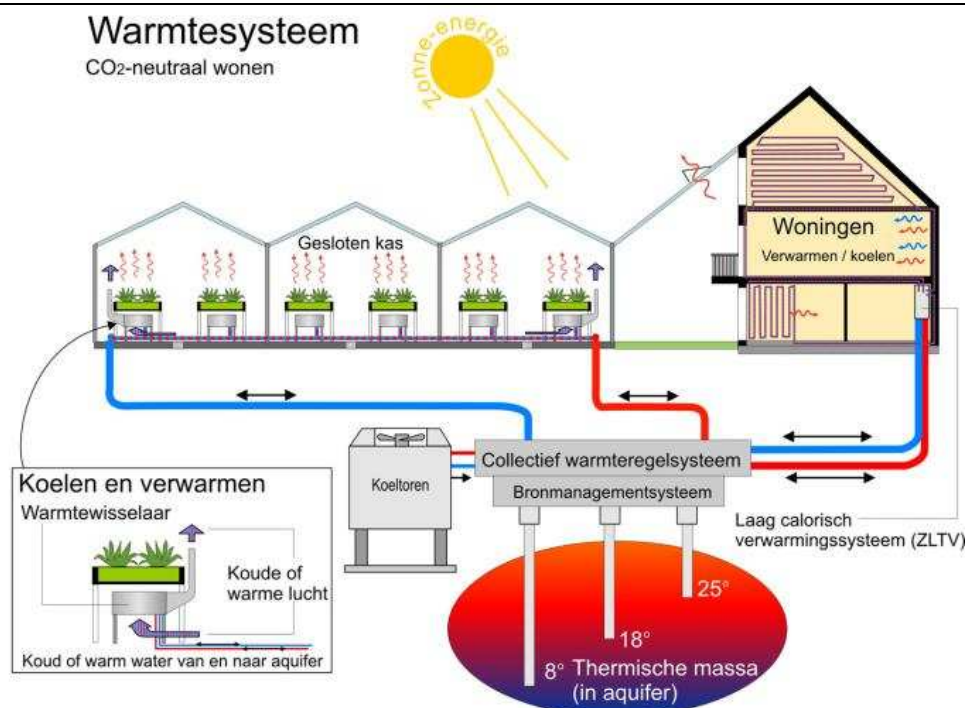 Warmtesysteem
CO2-neutraal wonen
Zonne-energie
Gesloten kas
Woningen
Verwarmen / koelen
Collectief warmteregelsysteem
Bronmanagementsysteem
Koeltoren
Laag calorisch
verwarmingssysteem (ZLTV)
Koelen en verwarmen
Warmtewisselaar
Koude of
warme lucht
Koud of warm water van en naar aquifer
25°
18°
8° Thermische massa
(in aquifer)